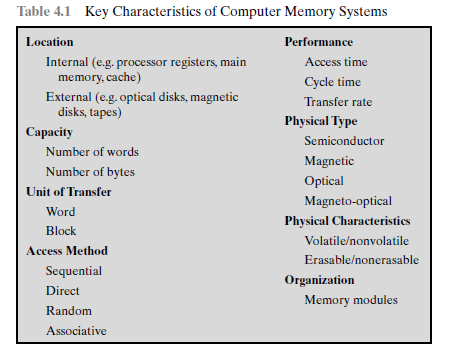 Table 4.1 Key Characteristics of Computer Memory Systems
Location
Internal (e.g. processor registers, main
memory, cache)
External (e.g. optical disks, magnetic
disks, tapes)
Capacity
Number of words
Number of bytes
Unit of Transfer
Word
Block
Access Method
Sequential
Direct
Random
Associative
Performance
Access time
Cycle time
Transfer rate
Physical Type
Semiconductor
Magnetic
Optical
Magneto-optical
Physical Characteristics
Volatile/nonvolatile
Erasable/nonerasable
Organization
Memory modules